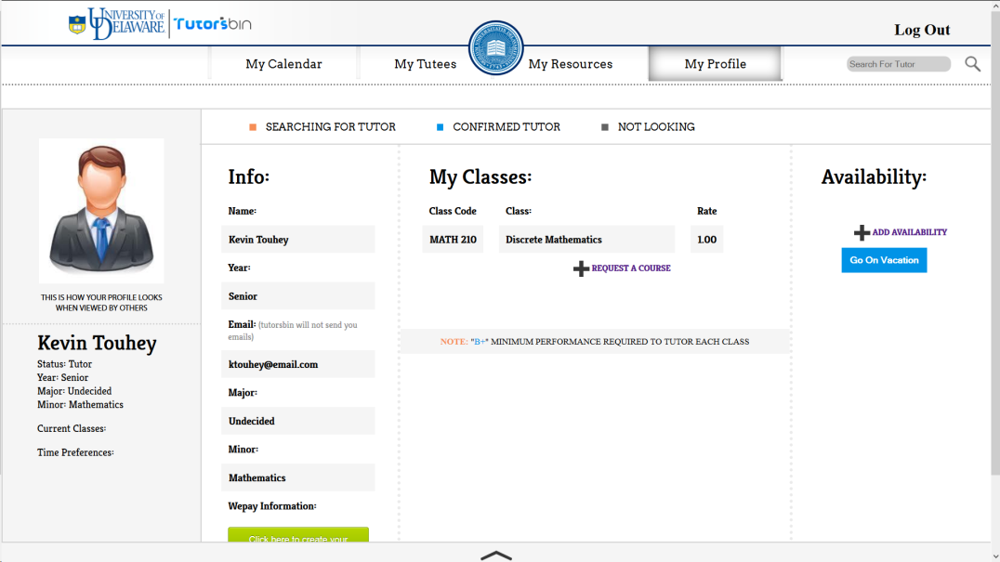 UNIVERSITY OF
DELAWARE
Tutorsbin
Log Out
My Calendar
My Tutees
My Resources
My Profile
Search For Tutor
SEARCHING FOR TUTOR
CONFIRMED TUTOR
NOT LOOKING
THIS IS HOW YOUR PROFILE LOOKS
WHEN VIEWED BY OTHERS
Kevin Touhey
Status: Tutor
Year: Senior
Major: Undecided
Minor: Mathematics
Current Classes:
Time Preferences:
Info:
Name:
Kevin Touhey
Year:
Senior
Email: (tutorsbin will not send you
emails)
ktouhey@email.com
Major:
Undecided
Minor:
Mathematics
Wepay Information:
Click here to create your
My Classes:
Class Code
Class:
Rate
MATH 210
Discrete Mathematics
1.00
REQUEST A COURSE
NOTE: "B+" MINIMUM PERFORMANCE REQUIRED TO TUTOR EACH CLASS
Availability:
ADD AVAILABILITY
Go On Vacation